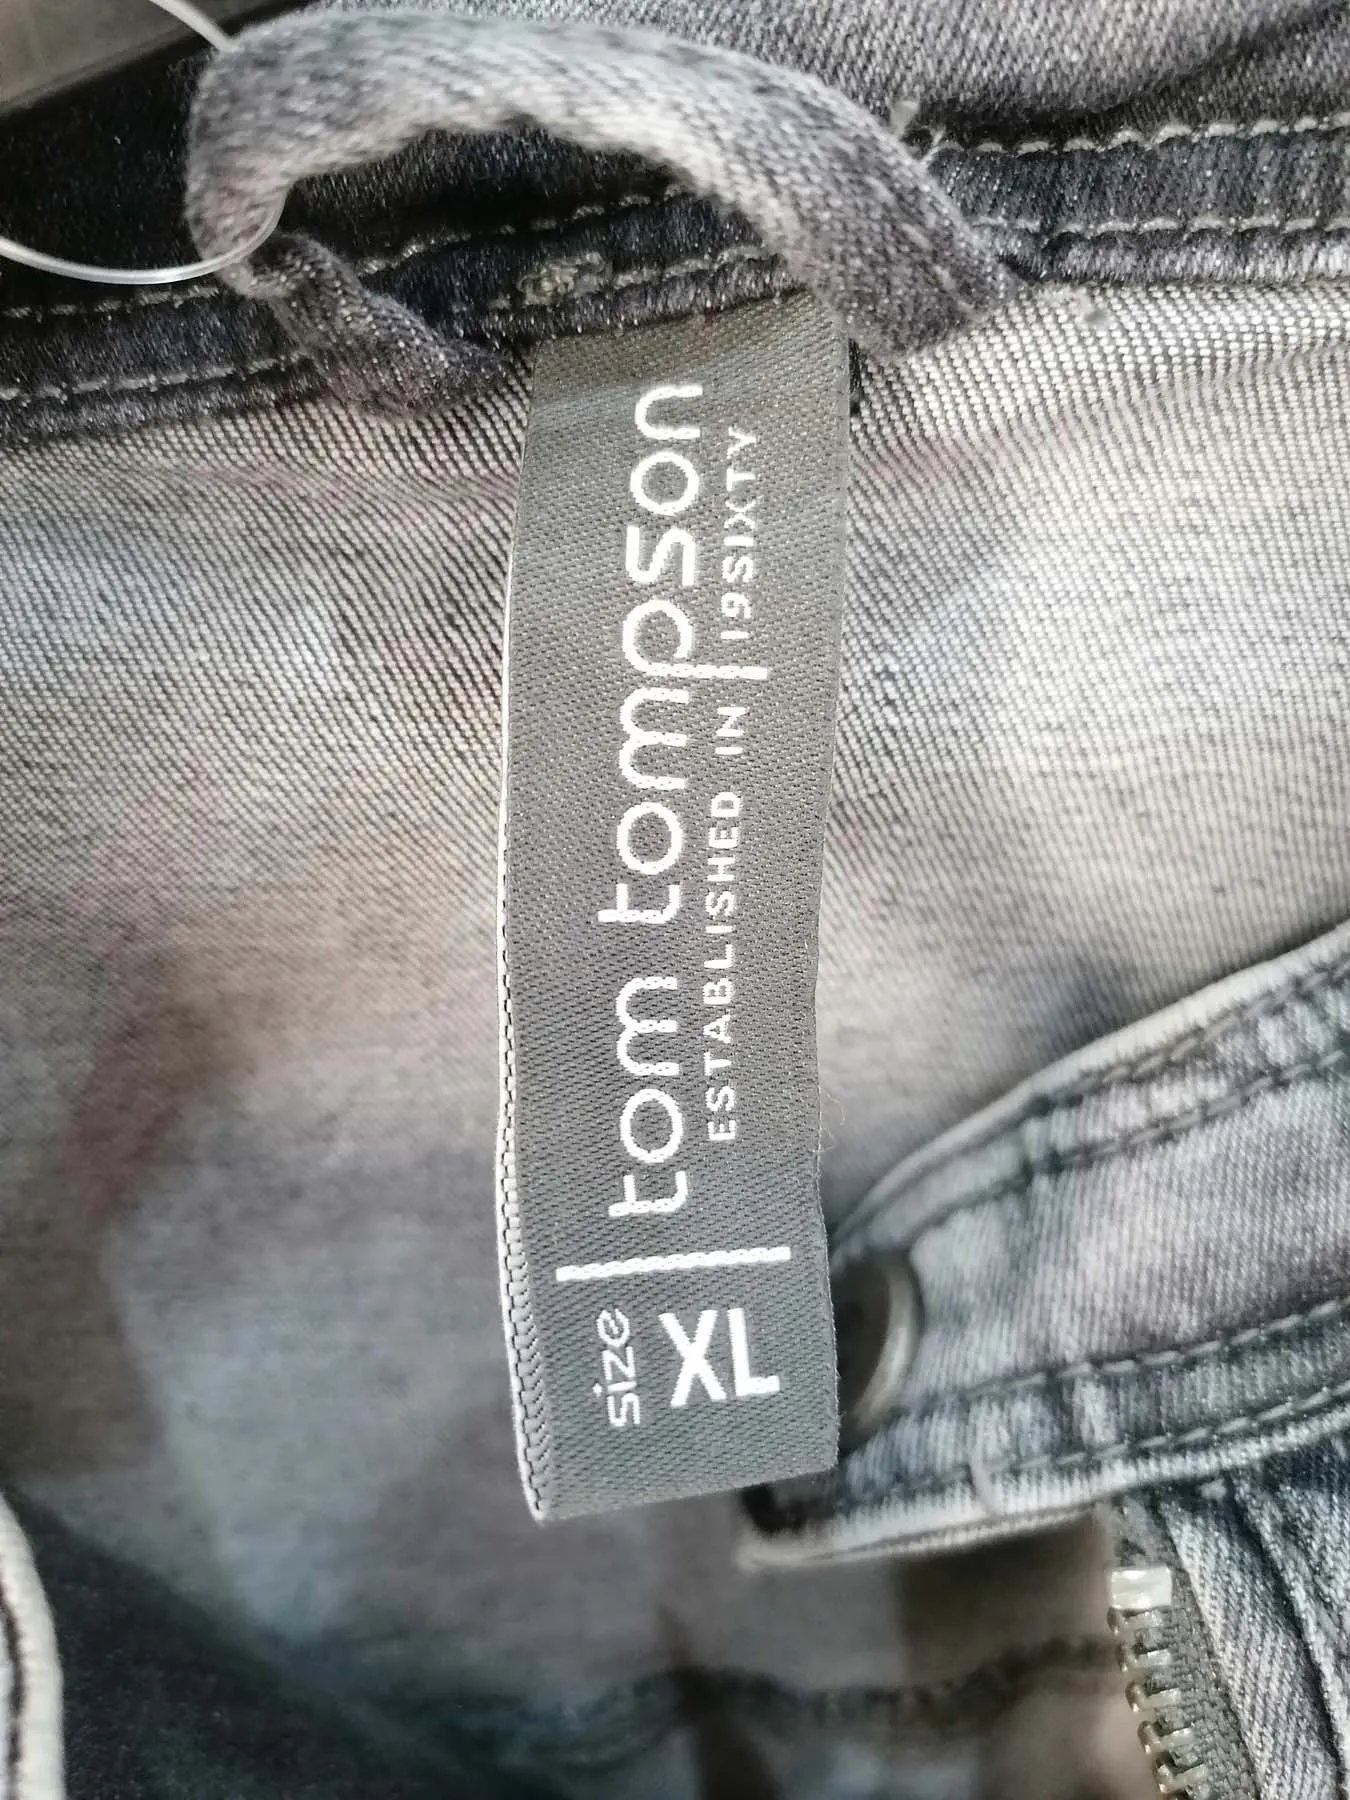 tom tompson
ESTABLISHED IN 19SIXTY
size
XL